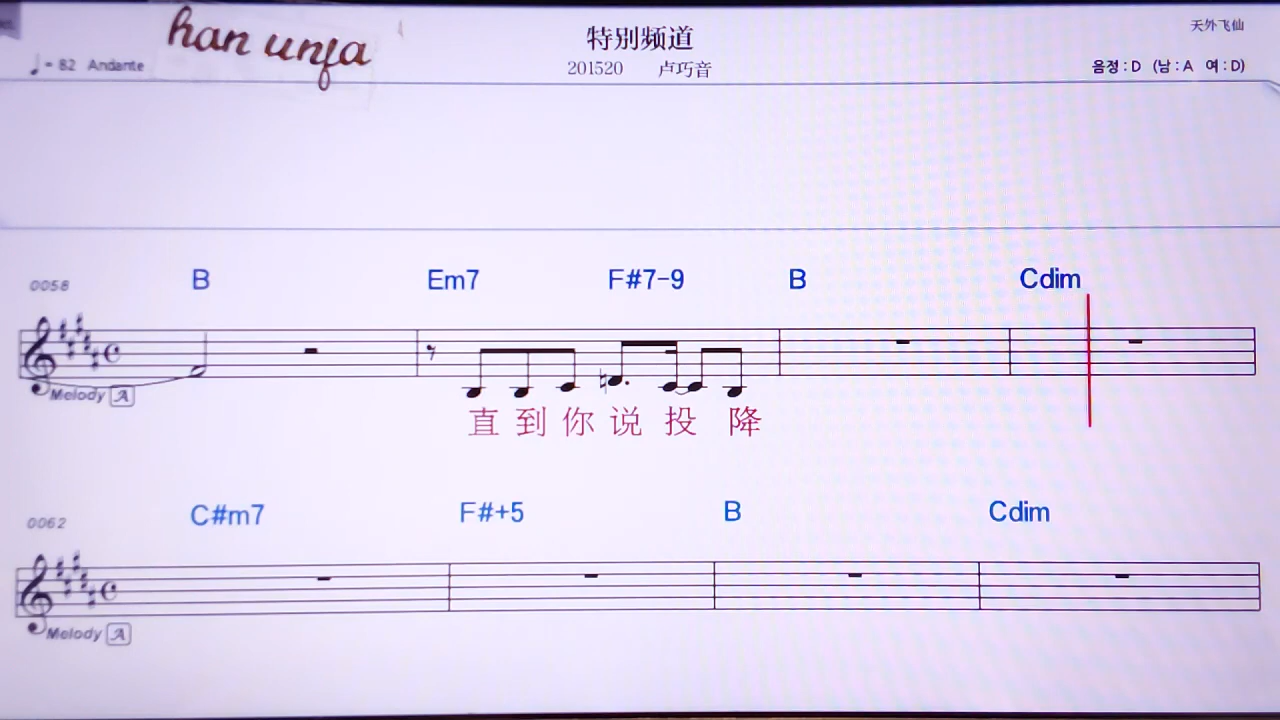 han unfa
特别频道
天外飞仙
♩= 82 Andante
201520 卢巧音
음정 : D (남 : A 여 : D)
B Em7 F#7-9 B Cdim
0058
Melody A
直到你说投降
C#m7 F#+5 B Cdim
0062
Melody A